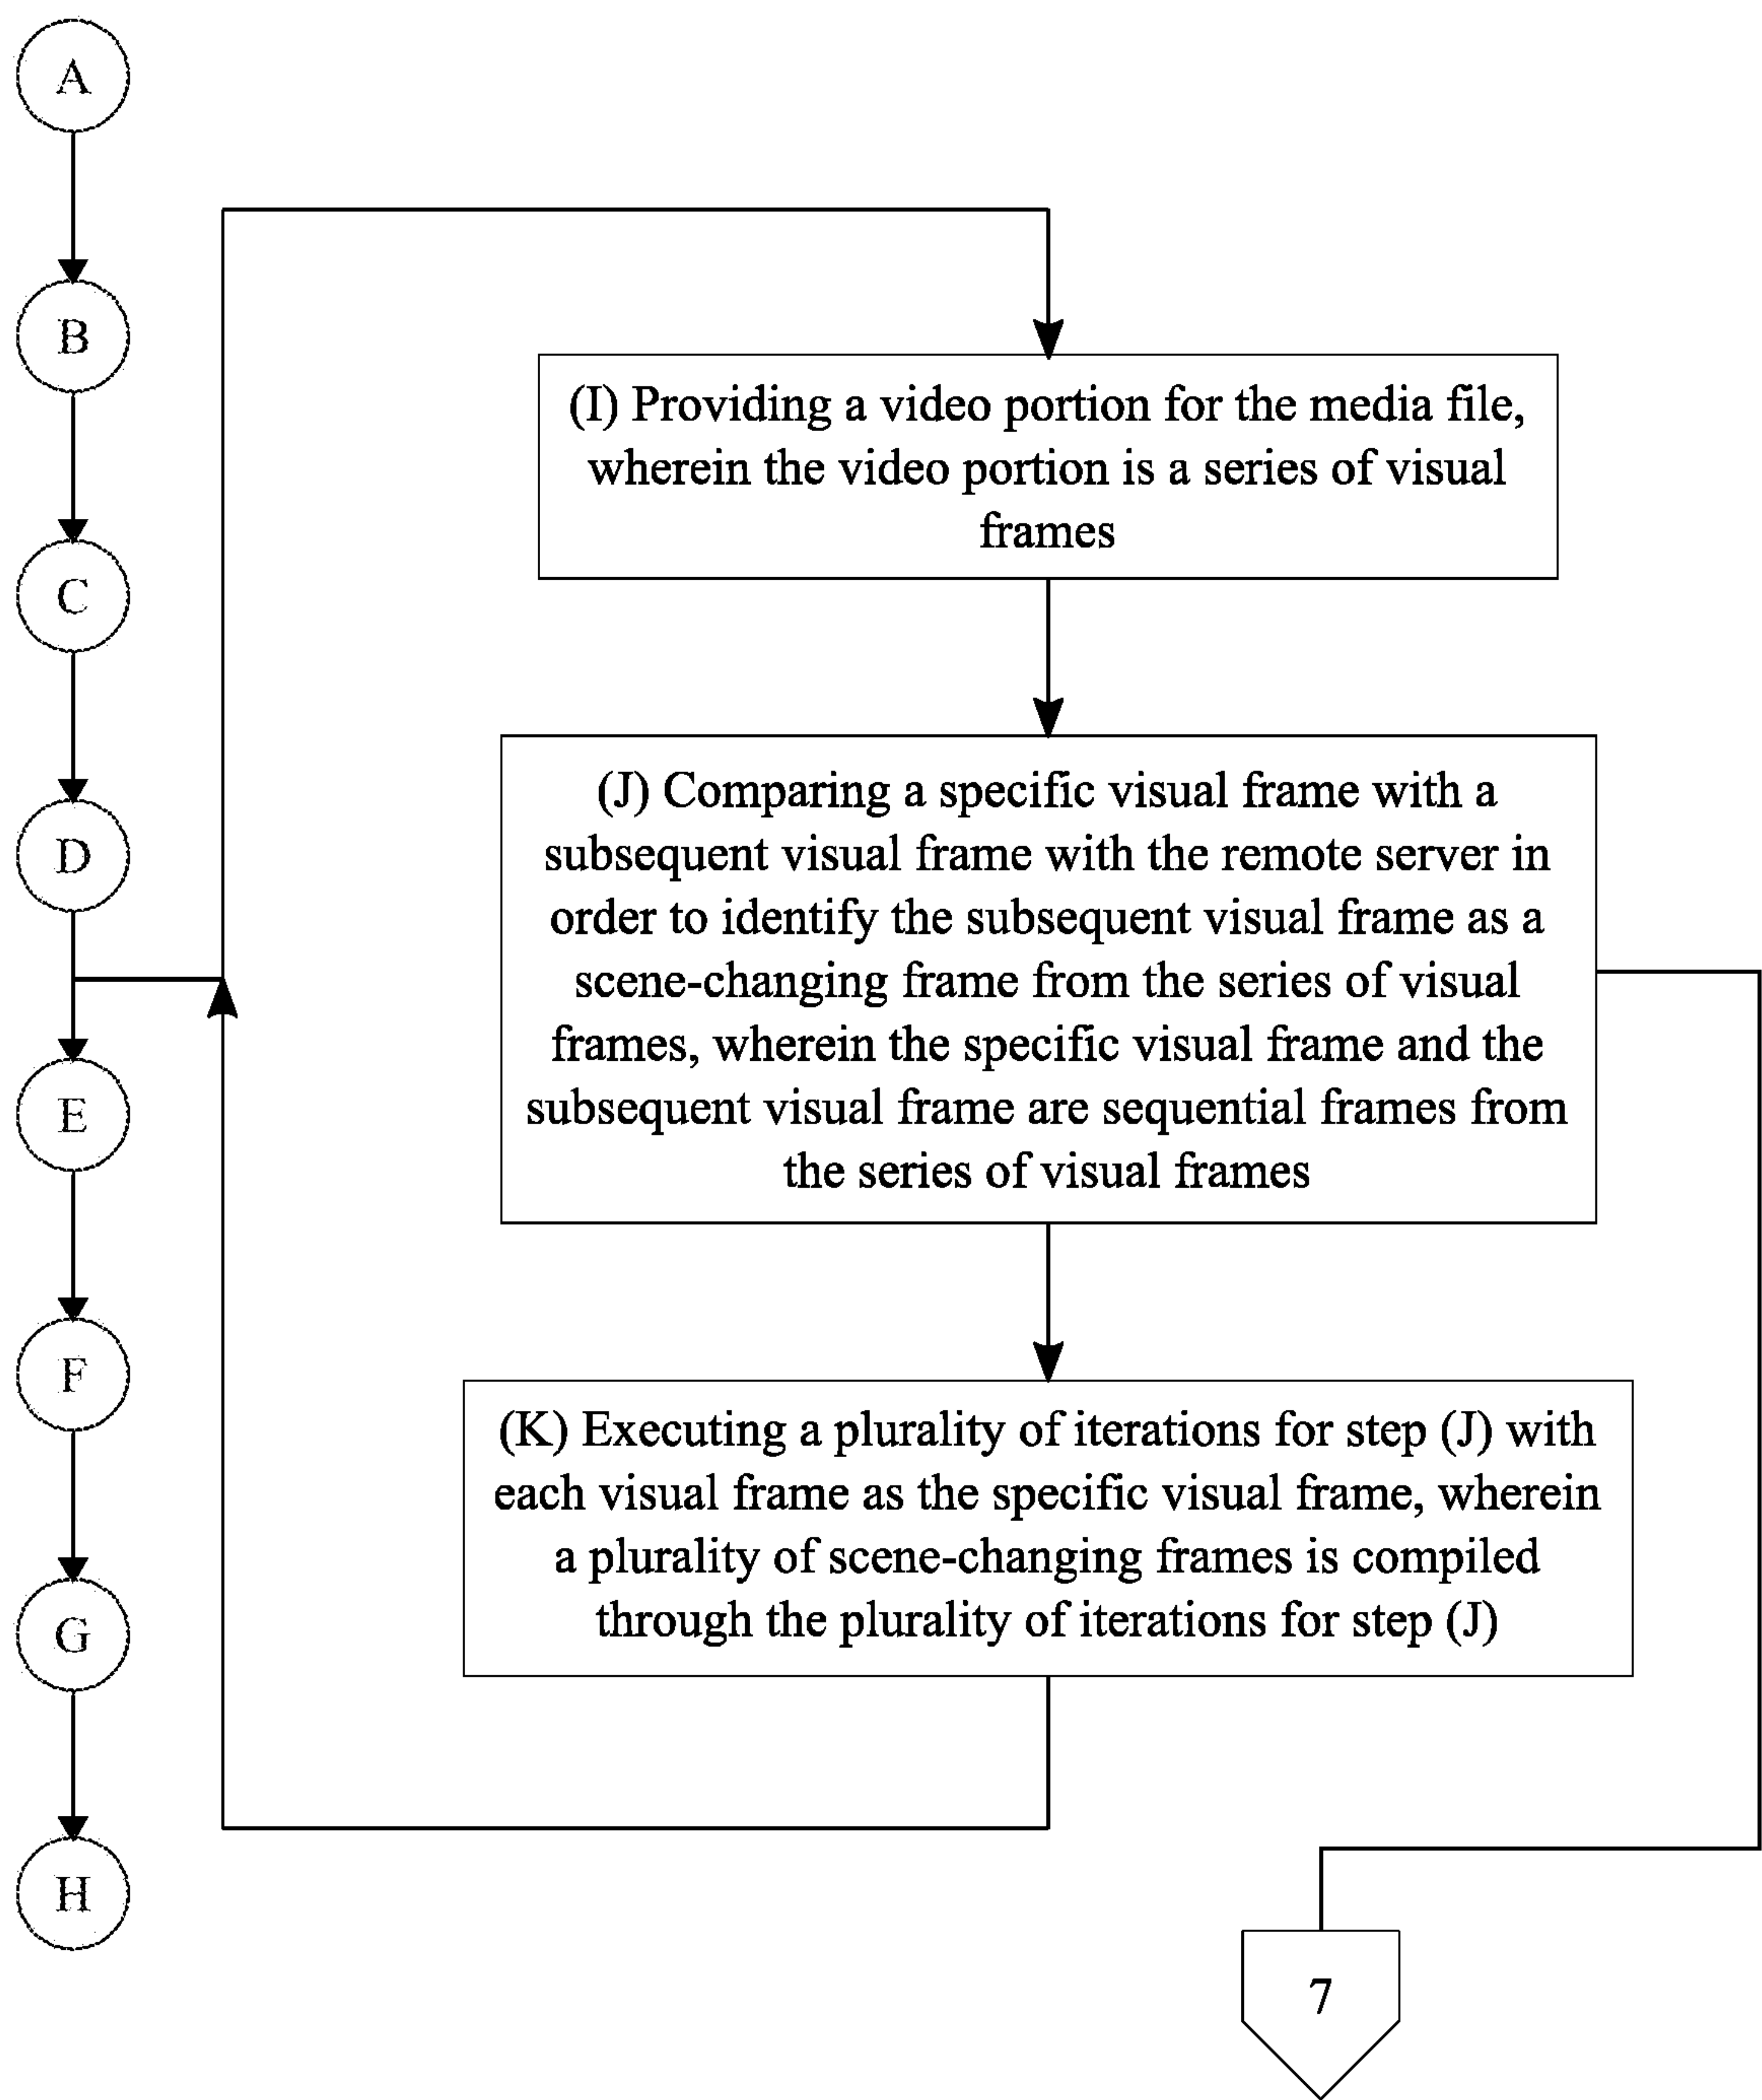 A
B
C
D
E
F
G
H
(I) Providing a video portion for the media file,
wherein the video portion is a series of visual
frames
(J) Comparing a specific visual frame with a
subsequent visual frame with the remote server in
order to identify the subsequent visual frame as a
scene-changing frame from the series of visual
frames, wherein the specific visual frame and the
subsequent visual frame are sequential frames from
the series of visual frames
(K) Executing a plurality of iterations for step (J) with
each visual frame as the specific visual frame, wherein
a plurality of scene-changing frames is compiled
through the plurality of iterations for step (J)
7